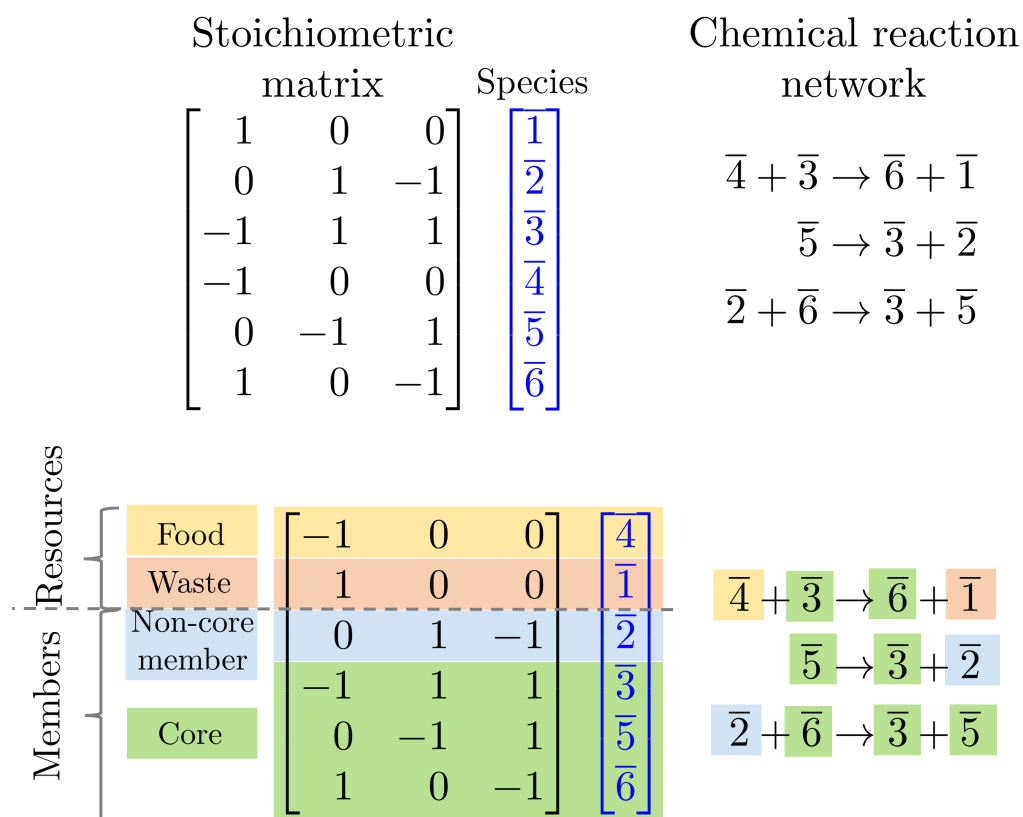 Stoichiometric
matrix
Species
Chemical reaction
network
1 0 0 1̅
0 1 −1 2̅
−1 1 1 3̅
−1 0 0 4̅
0 −1 1 5̅
1 0 −1 6̅
4̅ + 3̅ → 6̅ + 1̅
5̅ → 3̅ + 2̅
2̅ + 6̅ → 3̅ + 5̅
Resources
Members
Food
Waste
Non-core
member
Core
−1 0 0 4̅
1 0 0 1̅
0 1 −1 2̅
−1 1 1 3̅
0 −1 1 5̅
1 0 −1 6̅
4̅ + 3̅ → 6̅ + 1̅
5̅ → 3̅ + 2̅
2̅ + 6̅ → 3̅ + 5̅